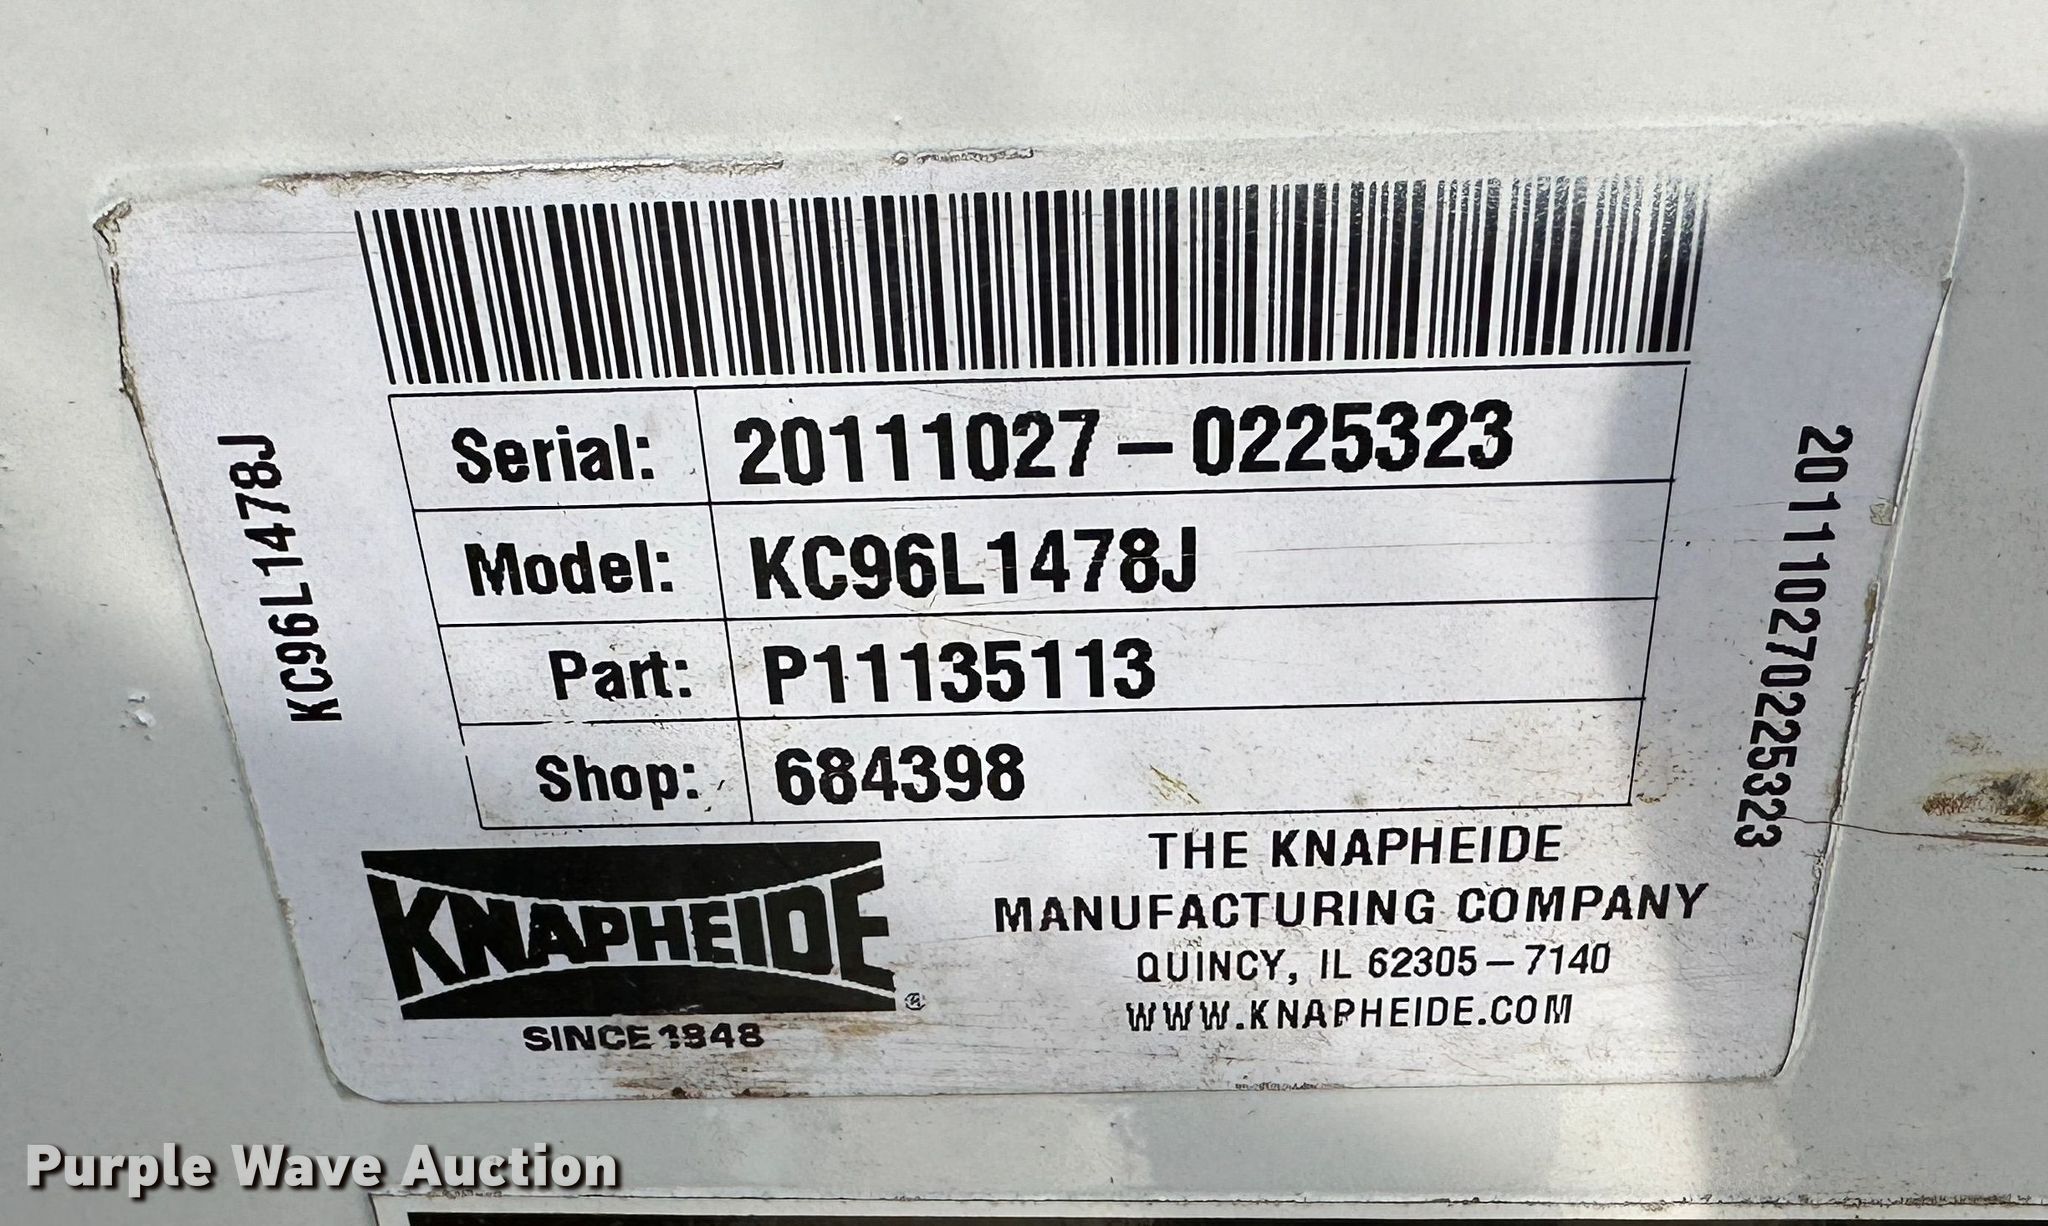 KC96L1478J
Serial: 20111027-0225323
Model: KC96L1478J
Part: P11135113
Shop: 684398
201110270225323
KNAPHEIDE®
SINCE 1848
THE KNAPHEIDE
MANUFACTURING COMPANY
QUINCY, IL 62305-7140
WWW.KNAPHEIDE.COM
Purple Wave Auction